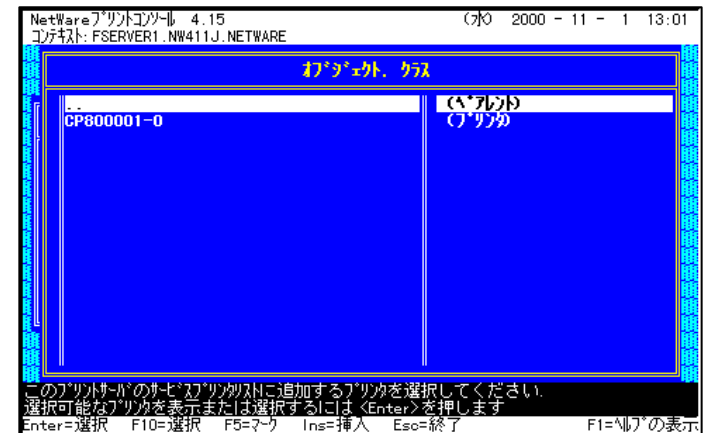 NetWareﾌﾟﾘﾝﾄｺﾝｿｰﾙ 4.15 (水) 2000 - 11 - 1 13:01
ｺﾝﾃｷｽﾄ: FSERVER1.NW411J.NETWARE
ｵﾌﾞｼﾞｪｸﾄ. ｸﾗｽ
.. (ﾍﾟｱﾚﾝﾄ)
CP800001-0 (ﾌﾟﾘﾝﾀ)
このﾌﾟﾘﾝﾄｻｰﾊﾞのｻｰﾋﾞｽﾌﾟﾘﾝﾀﾘｽﾄに追加するﾌﾟﾘﾝﾀを選択してください.
選択可能なﾌﾟﾘﾝﾀを表示または選択するには <Enter>を押します
Enter=選択 F10=選択 F5=ﾏｰｸ Ins=挿入 Esc=終了 F1=ﾍﾙﾌﾟの表示